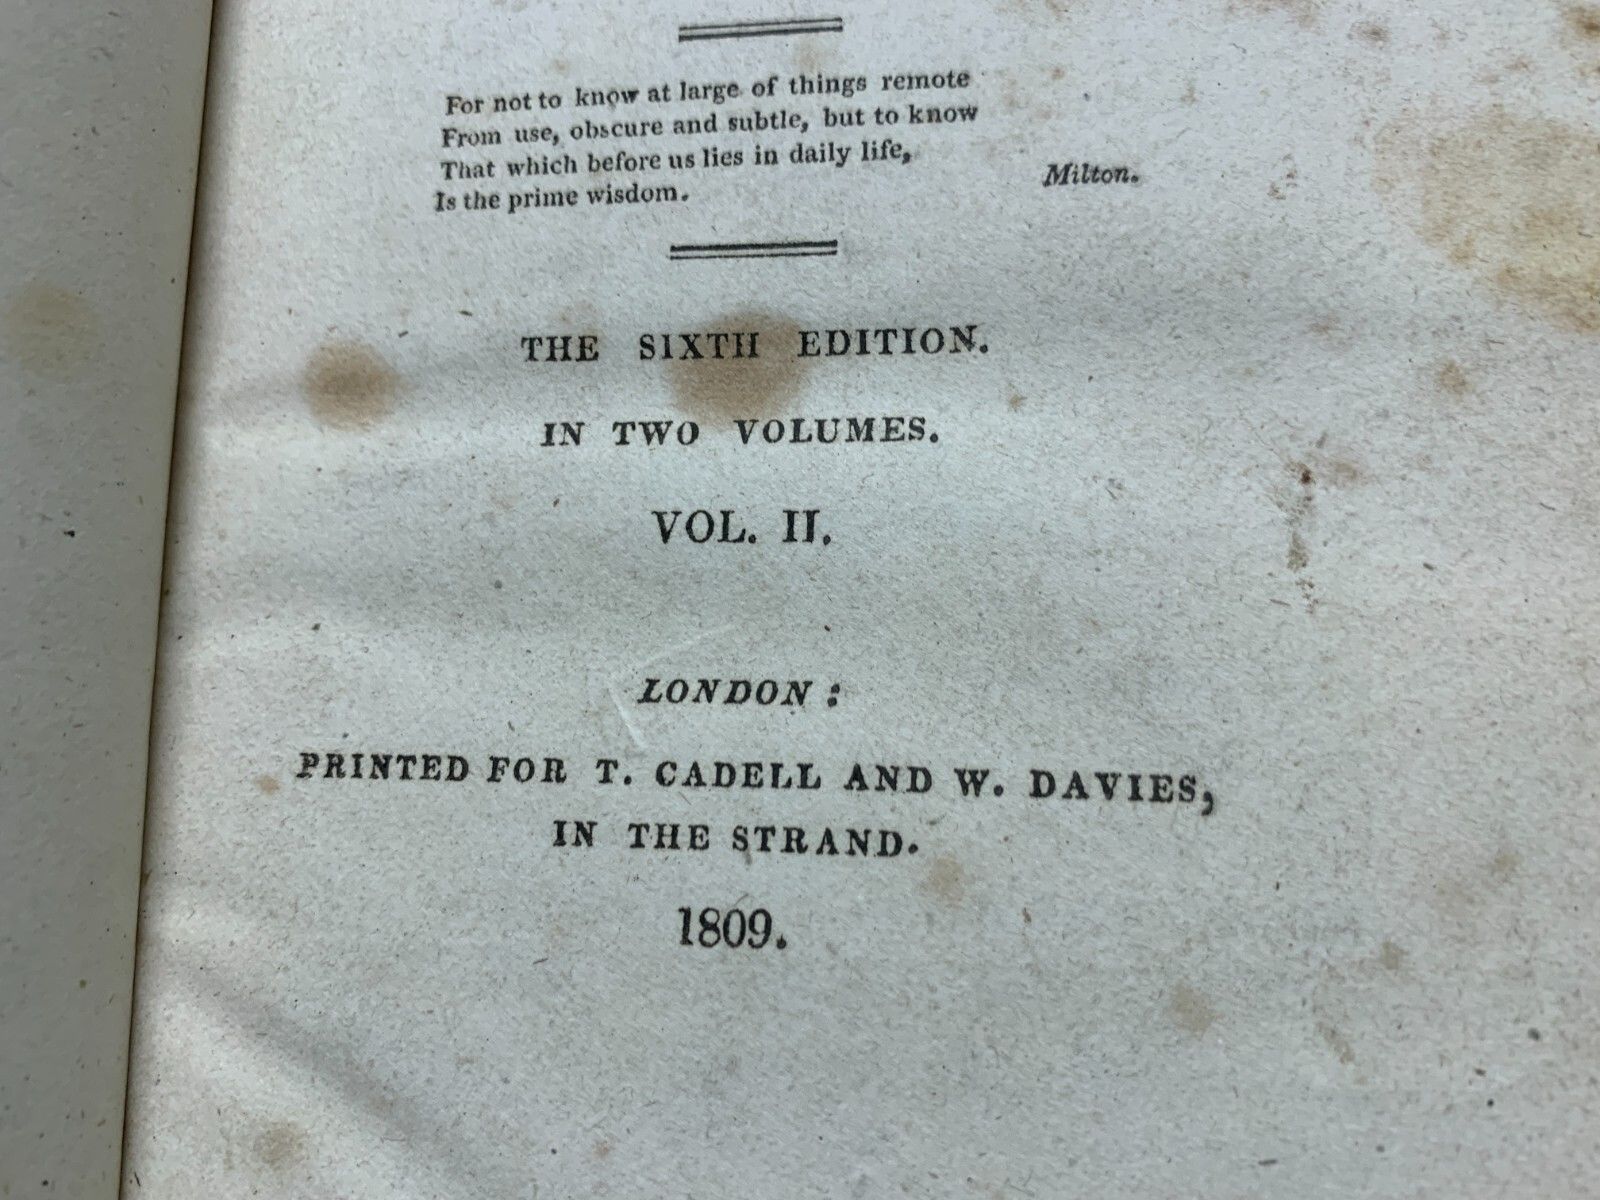 For not to know at large of things remote
From use, obscure and subtle, but to know
That which before us lies in daily life,
Is the prime wisdom.
Milton.
THE SIXTH EDITION.
IN TWO VOLUMES.
VOL. II.
LONDON:
PRINTED FOR T. CADELL AND W. DAVIES,
IN THE STRAND.
1809.